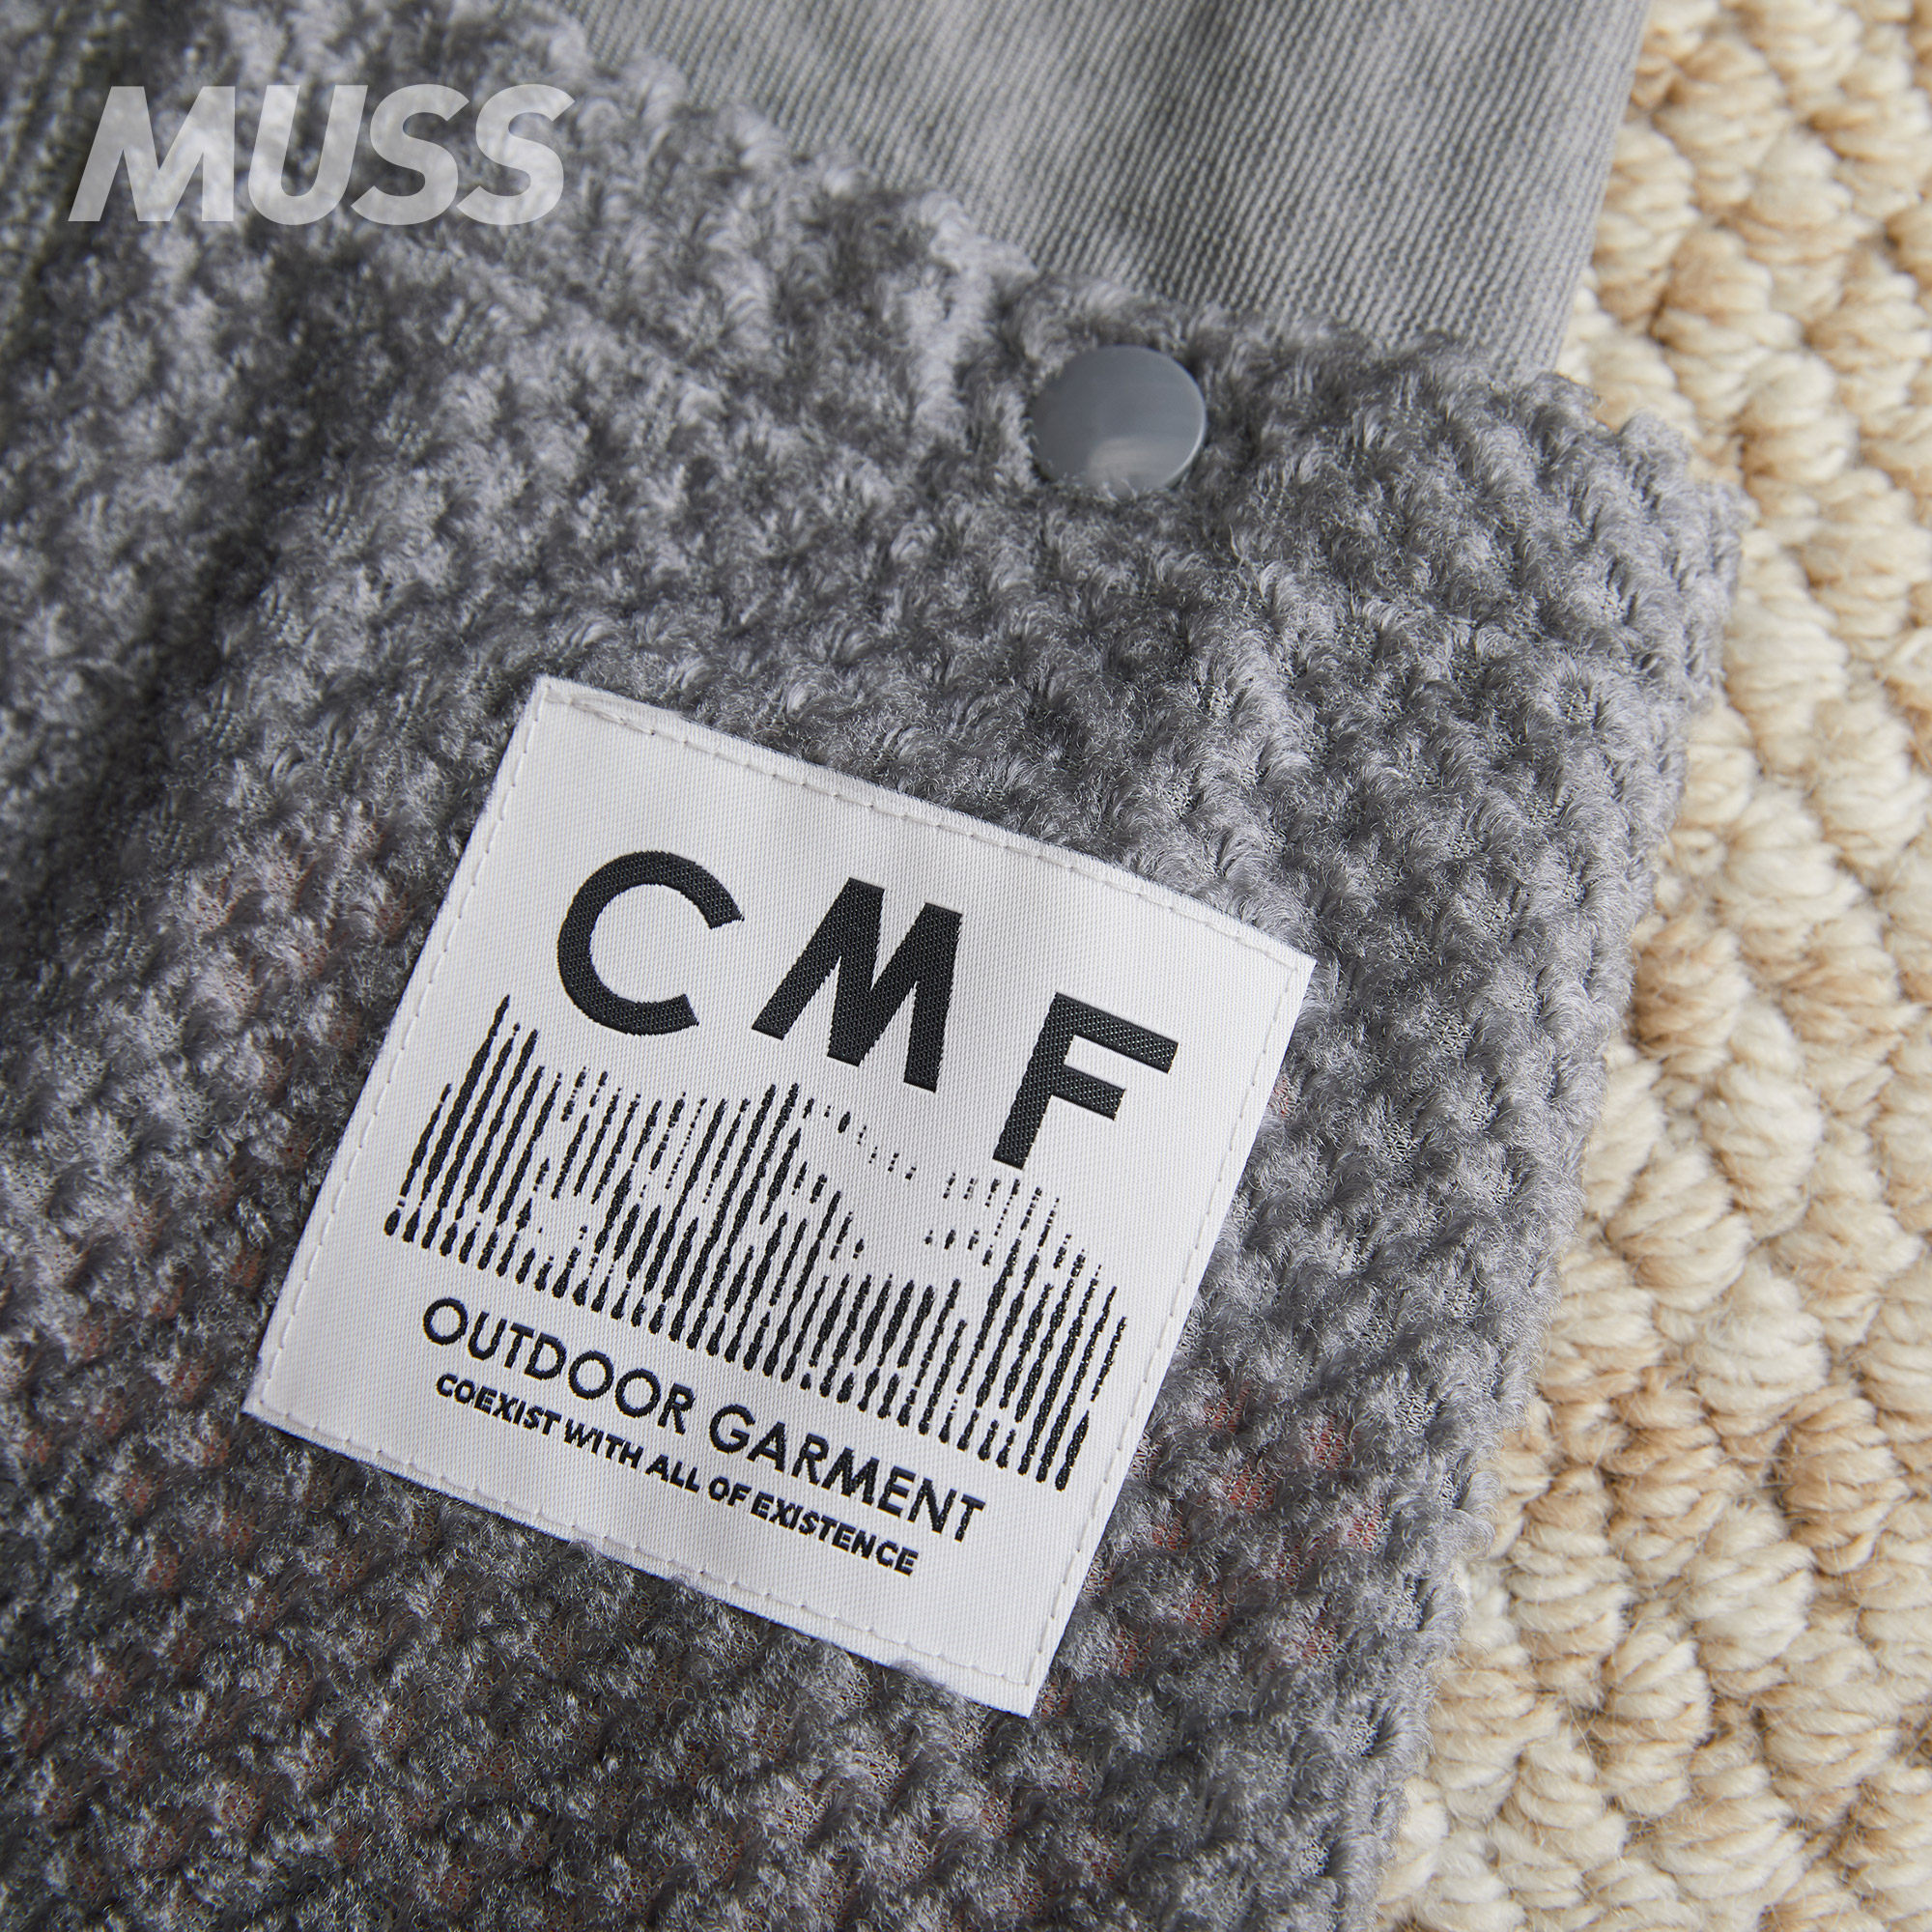 MUSS
CMF
OUTDOOR GARMENT
COEXIST WITH ALL OF EXISTENCE